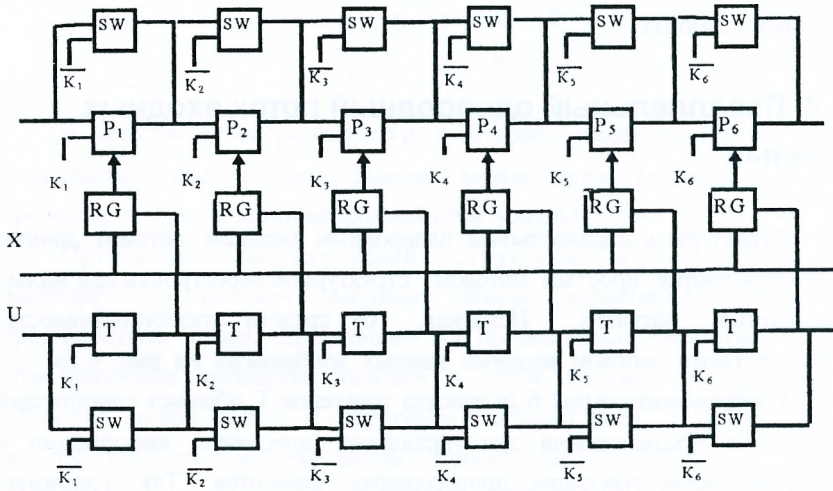 SW SW SW SW SW SW
K̅₁ K̅₂ K̅₃ K̅₄ K̅₅ K̅₆
P₁ P₂ P₃ P₄ P₅ P₆
K₁ K₂ K₃ K₄ K₅ K₆
RG RG RG RG RG RG
X
U
T T T T T T
K₁ K₂ K₃ K₄ K₅ K₆
SW SW SW SW SW SW
K̅₁ K̅₂ K̅₃ K̅₄ K̅₅ K̅₆